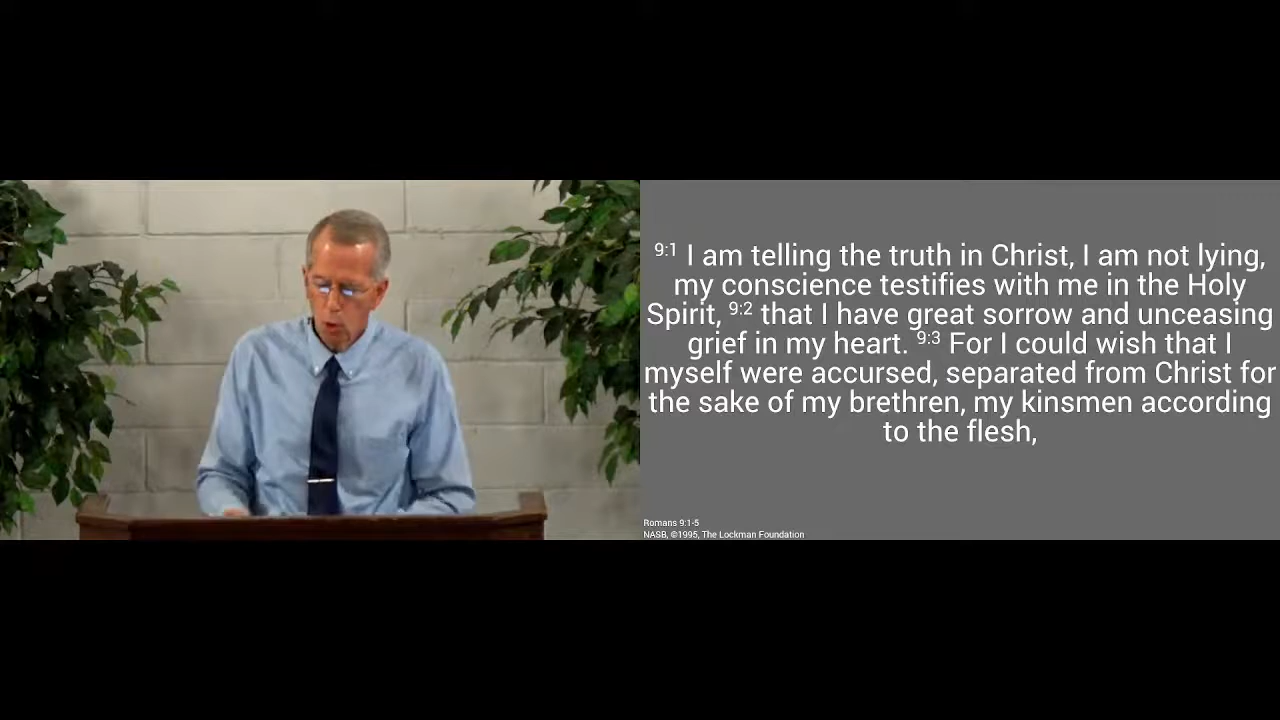 9:1 I am telling the truth in Christ, I am not lying,
my conscience testifies with me in the Holy
Spirit, 9:2 that I have great sorrow and unceasing
grief in my heart. 9:3 For I could wish that I
myself were accursed, separated from Christ for
the sake of my brethren, my kinsmen according
to the flesh,
Romans 9:1-5
NASB, ©1995, The Lockman Foundation